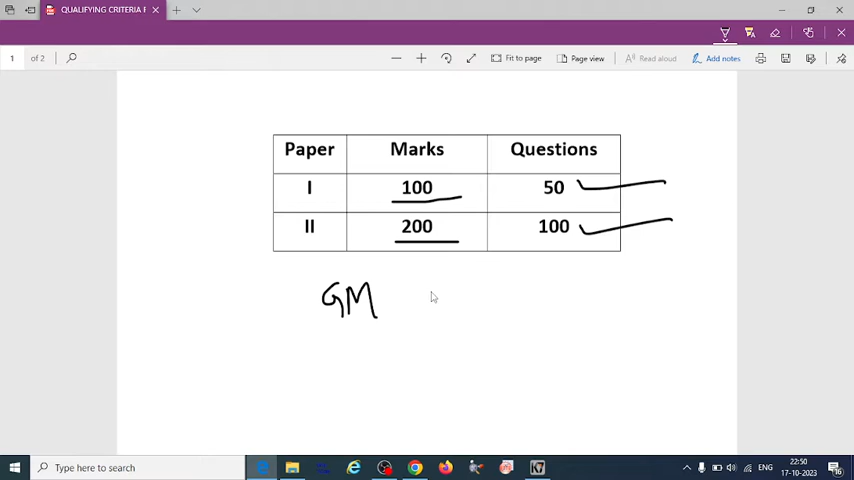 QUALIFYING CRITERIA F
1 of 2
Fit to page
Page view
Read aloud
Add notes
Paper Marks Questions
I 100 50
II 200 100
GM
Type here to search
ENG
22:50
17-10-2023